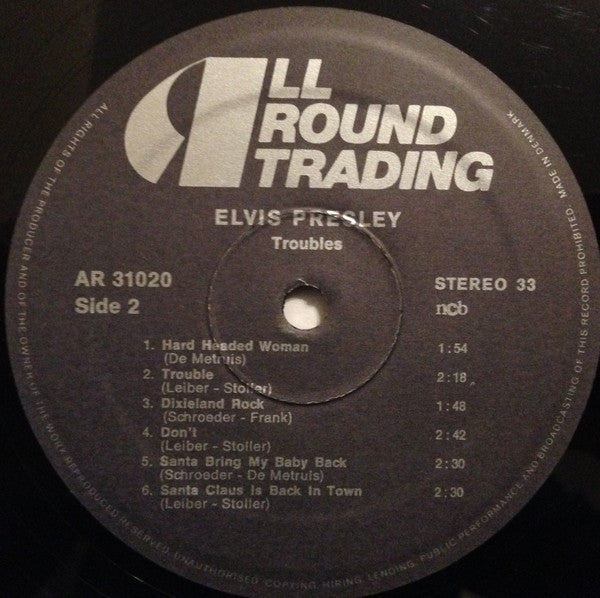 ALL
ROUND
TRADING
ELVIS PRESLEY
Troubles
AR 31020
Side 2
STEREO 33
ncb
1. Hard Headed Woman 1:54
(De Metruis)
2. Trouble 2:18
(Leiber - Stoller)
3. Dixieland Rock 1:48
(Schroeder - Frank)
4. Don't 2:42
(Leiber - Stoller)
5. Santa Bring My Baby Back 2:30
(Schroeder - De Metruis)
6. Santa Claus Is Back In Town 2:30
(Leiber - Stoller)
ALL RIGHTS OF THE PRODUCER AND OF THE OWNER OF THE WORK REPRODUCED RESERVED. UNAUTHORISED COPYING, HIRING, LENDING, PUBLIC PERFORMANCE AND BROADCASTING OF THIS RECORD PROHIBITED. MADE IN DENMARK